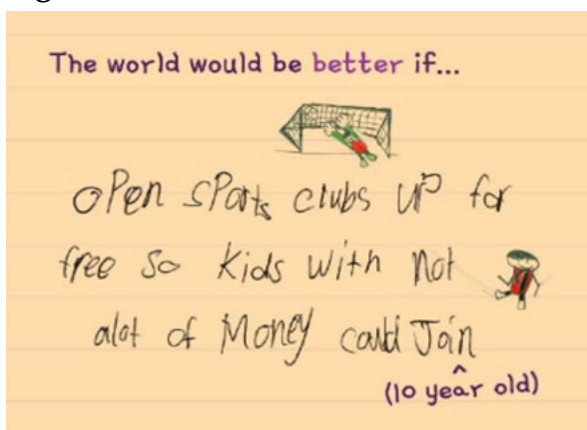 The world would be better if...
open sports clubs up for
free so kids with not
alot of Money could Join
(10 year old)